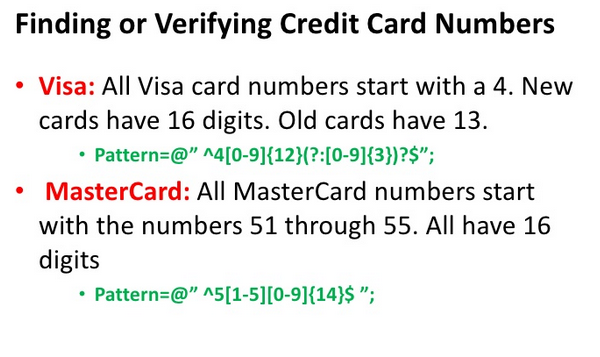 Finding or Verifying Credit Card Numbers
• Visa: All Visa card numbers start with a 4. New
cards have 16 digits. Old cards have 13.
• Pattern=@” ^4[0-9]{12}(?:[0-9]{3})?$”;
• MasterCard: All MasterCard numbers start
with the numbers 51 through 55. All have 16
digits
• Pattern=@” ^5[1-5][0-9]{14}$ ”;